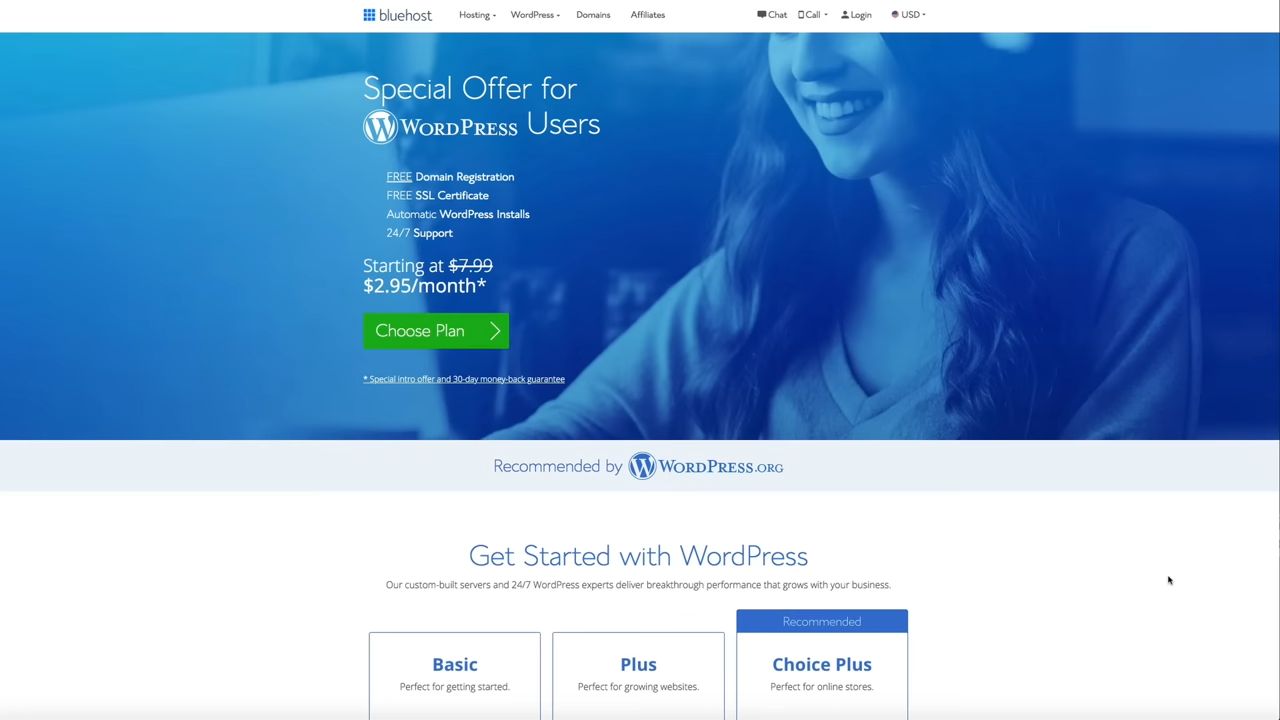 bluehost Hosting WordPress Domains Affiliates Chat Call Login USD
Special Offer for
WORDPRESS Users
FREE Domain Registration
FREE SSL Certificate
Automatic WordPress Installs
24/7 Support
Starting at $7.99
$2.95/month*
Choose Plan
* Special intro offer and 30-day money-back guarantee
Recommended by WORDPRESS.ORG
Get Started with WordPress
Our custom-built servers and 24/7 WordPress experts deliver breakthrough performance that grows with your business.
Recommended
Basic
Perfect for getting started.
Plus
Perfect for growing websites.
Choice Plus
Perfect for online stores.